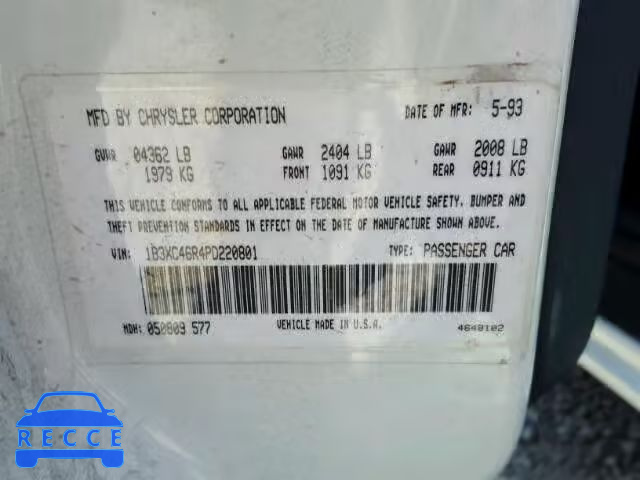 MFD BY CHRYSLER CORPORATION DATE OF MFR: 5-93
GVWR 04362 LB GAWR 2404 LB GAWR 2008 LB
1979 KG FRONT 1091 KG REAR 0911 KG
THIS VEHICLE CONFORMS TO ALL APPLICABLE FEDERAL MOTOR VEHICLE SAFETY, BUMPER AND
THEFT PREVENTION STANDARDS IN EFFECT ON THE DATE OF MANUFACTURE SHOWN ABOVE.
VIN: 1B3XC46R4PD220801 TYPE: PASSENGER CAR
MDH: 050809 577 VEHICLE MADE IN U.S.A. 4648102
RECCE